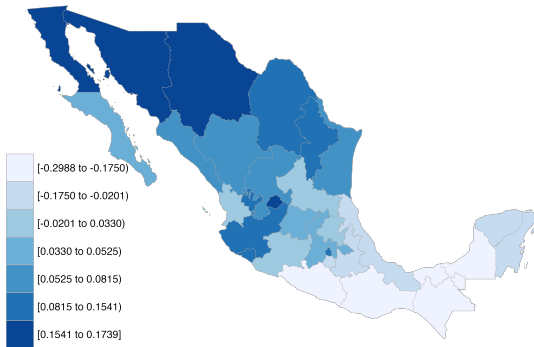 [-0.2988 to -0.1750)
[-0.1750 to -0.0201)
[-0.0201 to 0.0330)
[0.0330 to 0.0525)
[0.0525 to 0.0815)
[0.0815 to 0.1541)
[0.1541 to 0.1739]